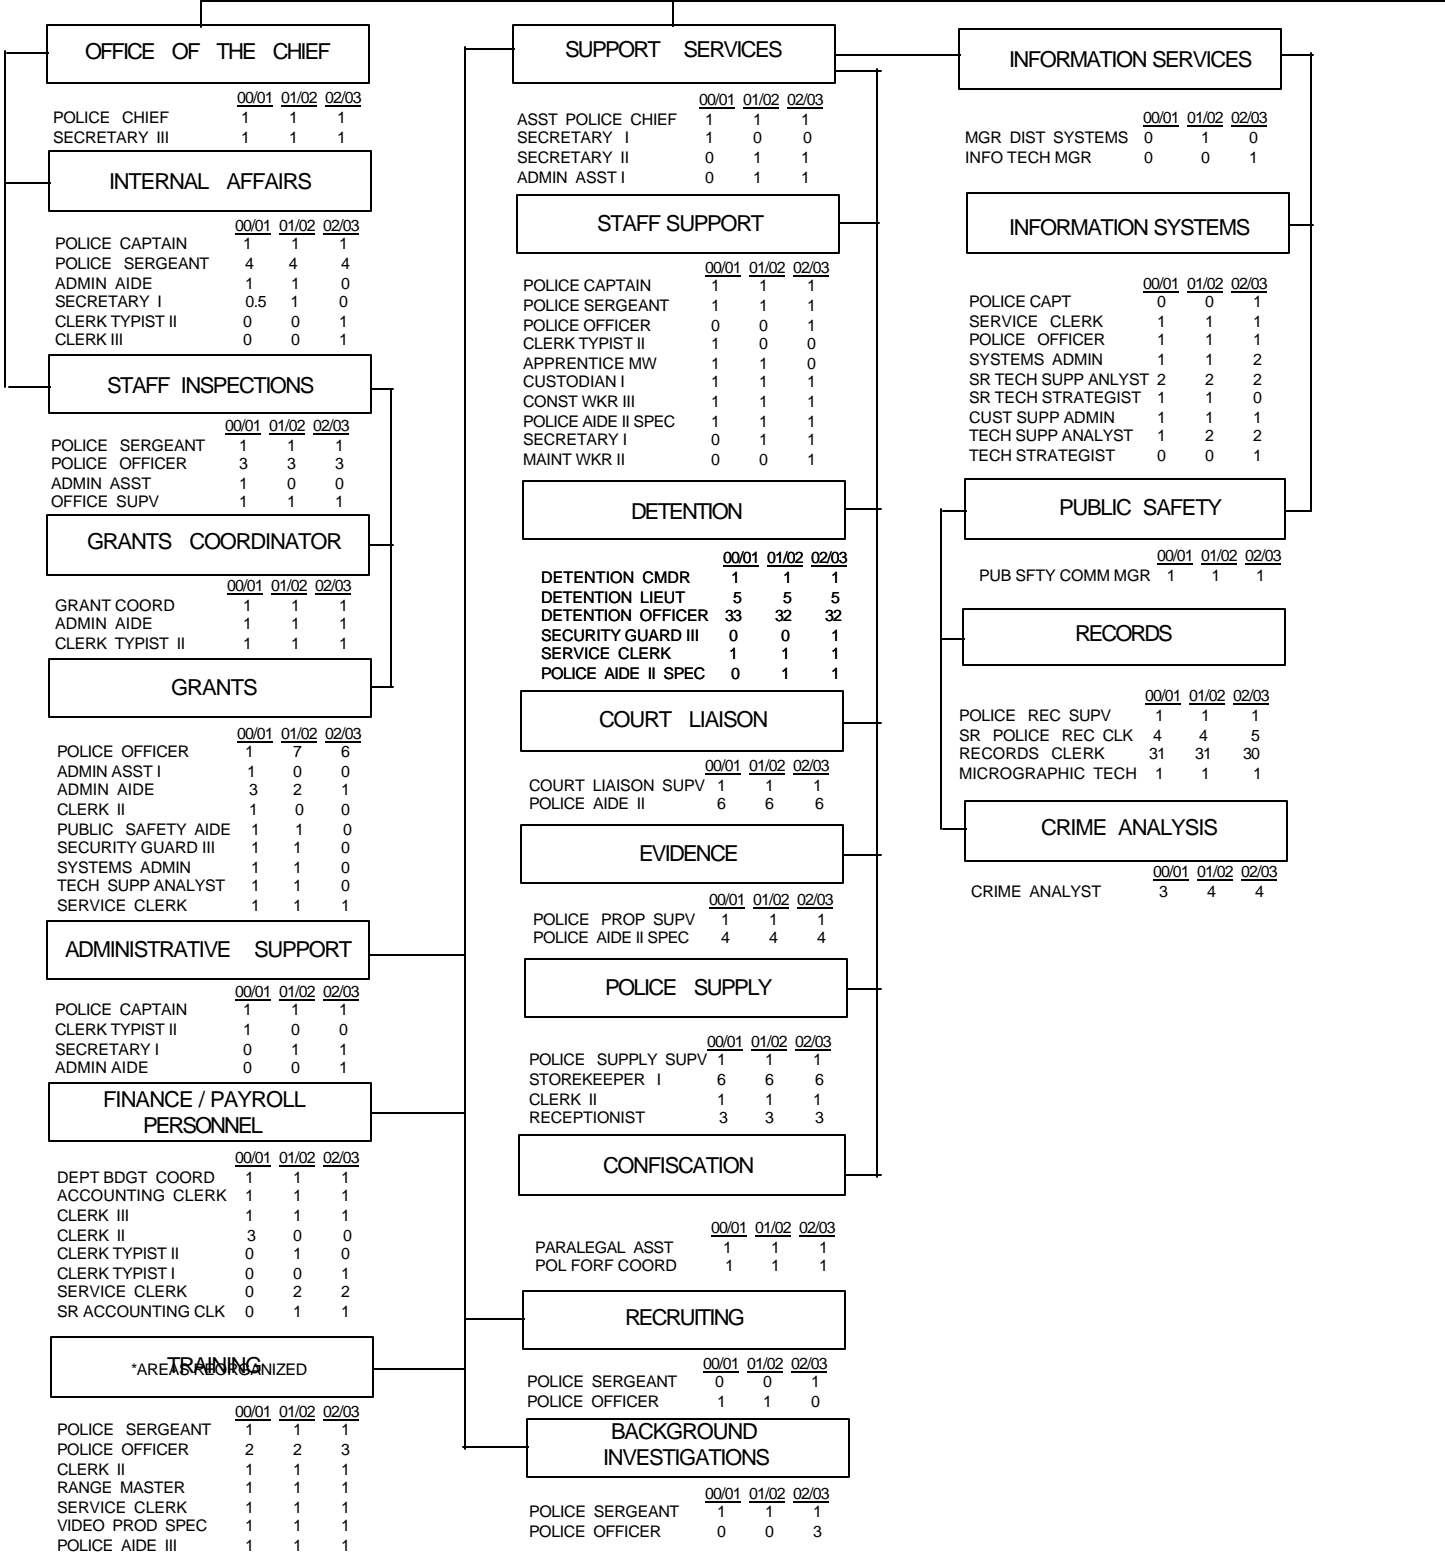 OFFICE OF THE CHIEF
00/01 01/02 02/03
POLICE CHIEF 1 1 1
SECRETARY III 1 1 1
INTERNAL AFFAIRS
00/01 01/02 02/03
POLICE CAPTAIN 1 1 1
POLICE SERGEANT 4 4 4
ADMIN AIDE 1 1 0
SECRETARY I 0.5 1 0
CLERK TYPIST II 0 0 1
CLERK III 0 0 1
STAFF INSPECTIONS
00/01 01/02 02/03
POLICE SERGEANT 1 1 1
POLICE OFFICER 3 3 3
ADMIN ASST 1 0 0
OFFICE SUPV 1 1 1
GRANTS COORDINATOR
00/01 01/02 02/03
GRANT COORD 1 1 1
ADMIN AIDE 1 1 1
CLERK TYPIST II 1 1 1
GRANTS
00/01 01/02 02/03
POLICE OFFICER 1 7 6
ADMIN ASST I 1 0 0
ADMIN AIDE 3 2 1
CLERK II 1 0 0
PUBLIC SAFETY AIDE 1 1 0
SECURITY GUARD III 1 1 0
SYSTEMS ADMIN 1 1 0
TECH SUPP ANALYST 1 1 0
SERVICE CLERK 1 1 1
ADMINISTRATIVE SUPPORT
00/01 01/02 02/03
POLICE CAPTAIN 1 1 1
CLERK TYPIST II 1 0 0
SECRETARY I 0 1 1
ADMIN AIDE 0 0 1
FINANCE / PAYROLL
PERSONNEL
00/01 01/02 02/03
DEPT BDGT COORD 1 1 1
ACCOUNTING CLERK 1 1 1
CLERK III 1 1 1
CLERK II 3 0 0
CLERK TYPIST II 0 1 0
CLERK TYPIST I 0 0 1
SERVICE CLERK 0 2 2
SR ACCOUNTING CLK 0 1 1
TRAINING
*AREAS REORGANIZED
00/01 01/02 02/03
POLICE SERGEANT 1 1 1
POLICE OFFICER 2 2 3
CLERK II 1 1 1
RANGE MASTER 1 1 1
SERVICE CLERK 1 1 1
VIDEO PROD SPEC 1 1 1
POLICE AIDE III 1 1 1
SUPPORT SERVICES
00/01 01/02 02/03
ASST POLICE CHIEF 1 1 1
SECRETARY I 1 0 0
SECRETARY II 0 1 1
ADMIN ASST I 0 1 1
STAFF SUPPORT
00/01 01/02 02/03
POLICE CAPTAIN 1 1 1
POLICE SERGEANT 1 1 1
POLICE OFFICER 0 0 1
CLERK TYPIST II 1 0 0
APPRENTICE MW 1 1 0
CUSTODIAN I 1 1 1
CONST WKR III 1 1 1
POLICE AIDE II SPEC 1 1 1
SECRETARY I 0 1 1
MAINT WKR II 0 0 1
DETENTION
00/01 01/02 02/03
DETENTION CMDR 1 1 1
DETENTION LIEUT 5 5 5
DETENTION OFFICER 33 32 32
SECURITY GUARD III 0 0 1
SERVICE CLERK 1 1 1
POLICE AIDE II SPEC 0 1 1
COURT LIAISON
00/01 01/02 02/03
COURT LIAISON SUPV 1 1 1
POLICE AIDE II 6 6 6
EVIDENCE
00/01 01/02 02/03
POLICE PROP SUPV 1 1 1
POLICE AIDE II SPEC 4 4 4
POLICE SUPPLY
00/01 01/02 02/03
POLICE SUPPLY SUPV 1 1 1
STOREKEEPER I 6 6 6
CLERK II 1 1 1
RECEPTIONIST 3 3 3
CONFISCATION
00/01 01/02 02/03
PARALEGAL ASST 1 1 1
POL FORF COORD 1 1 1
RECRUITING
00/01 01/02 02/03
POLICE SERGEANT 0 0 1
POLICE OFFICER 1 1 0
BACKGROUND
INVESTIGATIONS
00/01 01/02 02/03
POLICE SERGEANT 1 1 1
POLICE OFFICER 0 0 3
INFORMATION SERVICES
00/01 01/02 02/03
MGR DIST SYSTEMS 0 1 0
INFO TECH MGR 0 0 1
INFORMATION SYSTEMS
00/01 01/02 02/03
POLICE CAPT 0 0 1
SERVICE CLERK 1 1 1
POLICE OFFICER 1 1 1
SYSTEMS ADMIN 1 1 2
SR TECH SUPP ANLYST 2 2 2
SR TECH STRATEGIST 1 1 0
CUST SUPP ADMIN 1 1 1
TECH SUPP ANALYST 1 2 2
TECH STRATEGIST 0 0 1
PUBLIC SAFETY
00/01 01/02 02/03
PUB SFTY COMM MGR 1 1 1
RECORDS
00/01 01/02 02/03
POLICE REC SUPV 1 1 1
SR POLICE REC CLK 4 4 5
RECORDS CLERK 31 31 30
MICROGRAPHIC TECH 1 1 1
CRIME ANALYSIS
00/01 01/02 02/03
CRIME ANALYST 3 4 4